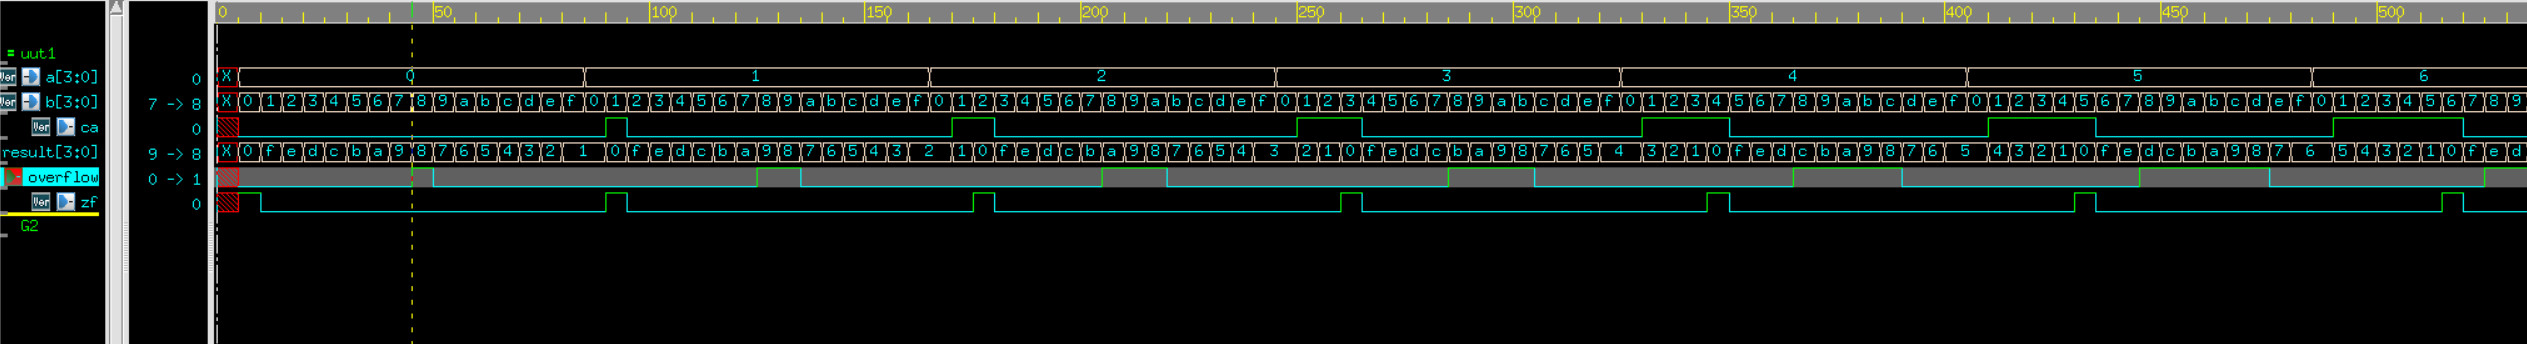 0 50 100 150 200 250 300 350 400 450 500
= uut1
Ver a[3:0] 0 X 0 1 2 3 4 5 6
Ver b[3:0] 7 -> 8 X 0 1 2 3 4 5 6 7 8 9 a b c d e f 0 1 2 3 4 5 6 7 8 9 a b c d e f 0 1 2 3 4 5 6 7 8 9 a b c d e f 0 1 2 3 4 5 6 7 8 9 a b c d e f 0 1 2 3 4 5 6 7 8 9 a b c d e f 0 1 2 3 4 5 6 7 8 9 a b c d e f 0 1 2 3 4 5 6 7 8 9
Ver ca 0
result[3:0] 9 -> 8 X 0 f e d c b a 9 8 7 6 5 4 3 2 1 0 f e d c b a 9 8 7 6 5 4 3 2 1 0 f e d c b a 9 8 7 6 5 4 3 2 1 0 f e d c b a 9 8 7 6 5 4 3 2 1 0 f e d c b a 9 8 7 6 5 4 3 2 1 0 f e d c b a 9 8 7 6 5 4 3 2 1 0 f e d
overflow 0 -> 1
Ver zf 0
G2